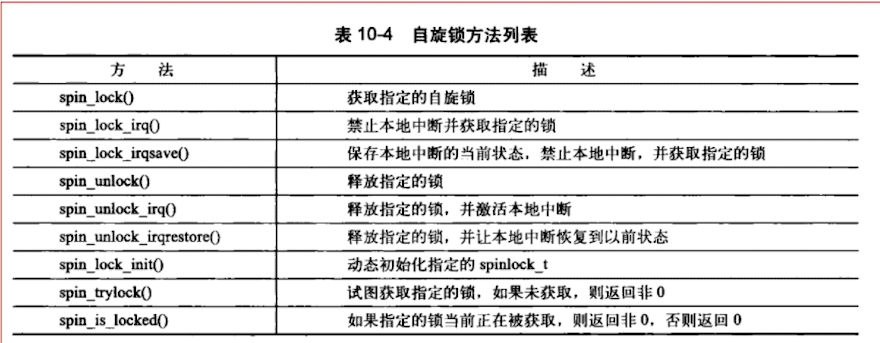 表 10-4 自旋锁方法列表
方 法 描 述
spin_lock() 获取指定的自旋锁
spin_lock_irq() 禁止本地中断并获取指定的锁
spin_lock_irqsave() 保存本地中断的当前状态，禁止本地中断，并获取指定的锁
spin_unlock() 释放指定的锁
spin_unlock_irq() 释放指定的锁，并激活本地中断
spin_unlock_irqrestore() 释放指定的锁，并让本地中断恢复到以前状态
spin_lock_init() 动态初始化指定的 spinlock_t
spin_trylock() 试图获取指定的锁，如果未获取，则返回非 0
spin_is_locked() 如果指定的锁当前正在被获取，则返回非 0，否则返回 0